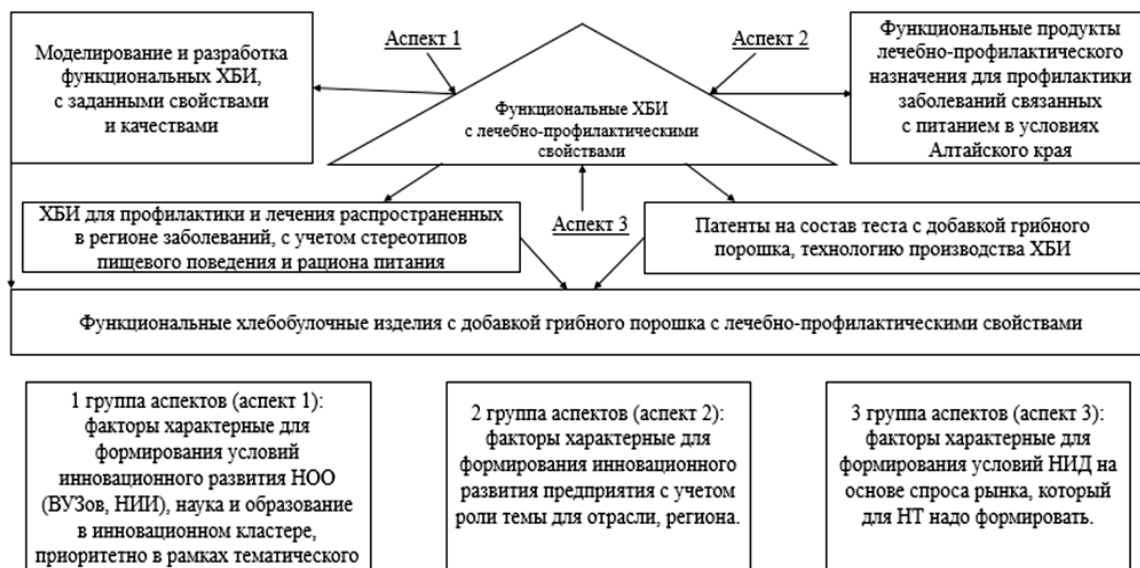 Моделирование и разработка
функциональных ХБИ,
с заданными свойствами
и качествами
Аспект 1
Аспект 2
Функциональные продукты
лечебно-профилактического
назначения для профилактики
заболеваний связанных
с питанием в условиях
Алтайского края
Функциональные ХБИ
с лечебно-профилактическими
свойствами
ХБИ для профилактики и лечения распространенных
в регионе заболеваний, с учетом стереотипов
пищевого поведения и рациона питания
Аспект 3
Патенты на состав теста с добавкой грибного
порошка, технологию производства ХБИ
Функциональные хлебобулочные изделия с добавкой грибного порошка с лечебно-профилактическими свойствами
1 группа аспектов (аспект 1):
факторы характерные для
формирования условий
инновационного развития НОО
(ВУЗов, НИИ), наука и образование
в инновационном кластере,
приоритетно в рамках тематического
2 группа аспектов (аспект 2):
факторы характерные для
формирования инновационного
развития предприятия с учетом
роли темы для отрасли, региона.
3 группа аспектов (аспект 3):
факторы характерные для
формирования условий НИД на
основе спроса рынка, который
для НТ надо формировать.